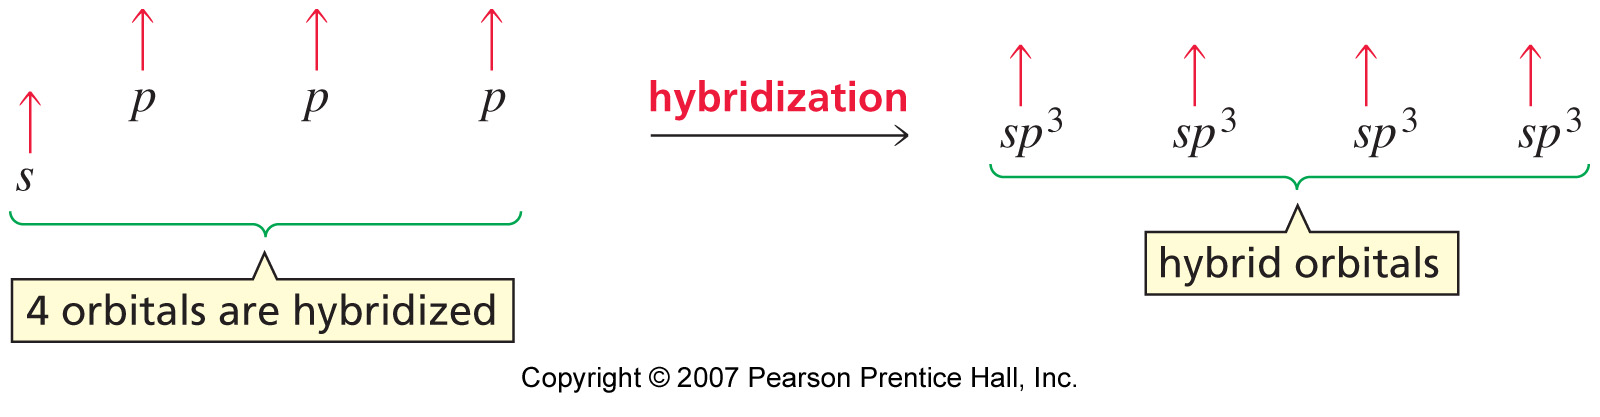 p p p
s
hybridization
sp³ sp³ sp³ sp³
4 orbitals are hybridized
hybrid orbitals
Copyright © 2007 Pearson Prentice Hall, Inc.